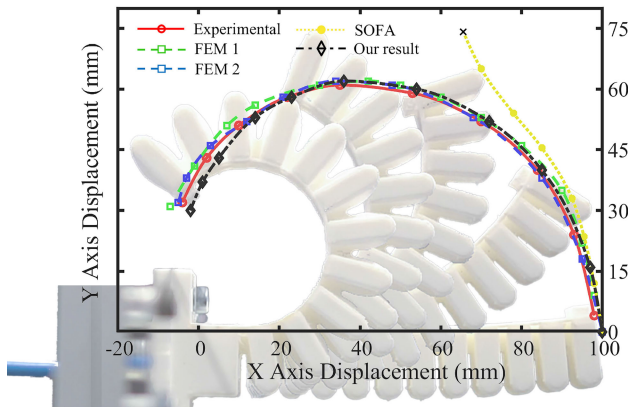 Experimental
FEM 1
FEM 2
SOFA
Our result
75
60
45
30
15
0
Y Axis Displacement (mm)
-20 0 20 40 60 80 100
X Axis Displacement (mm)